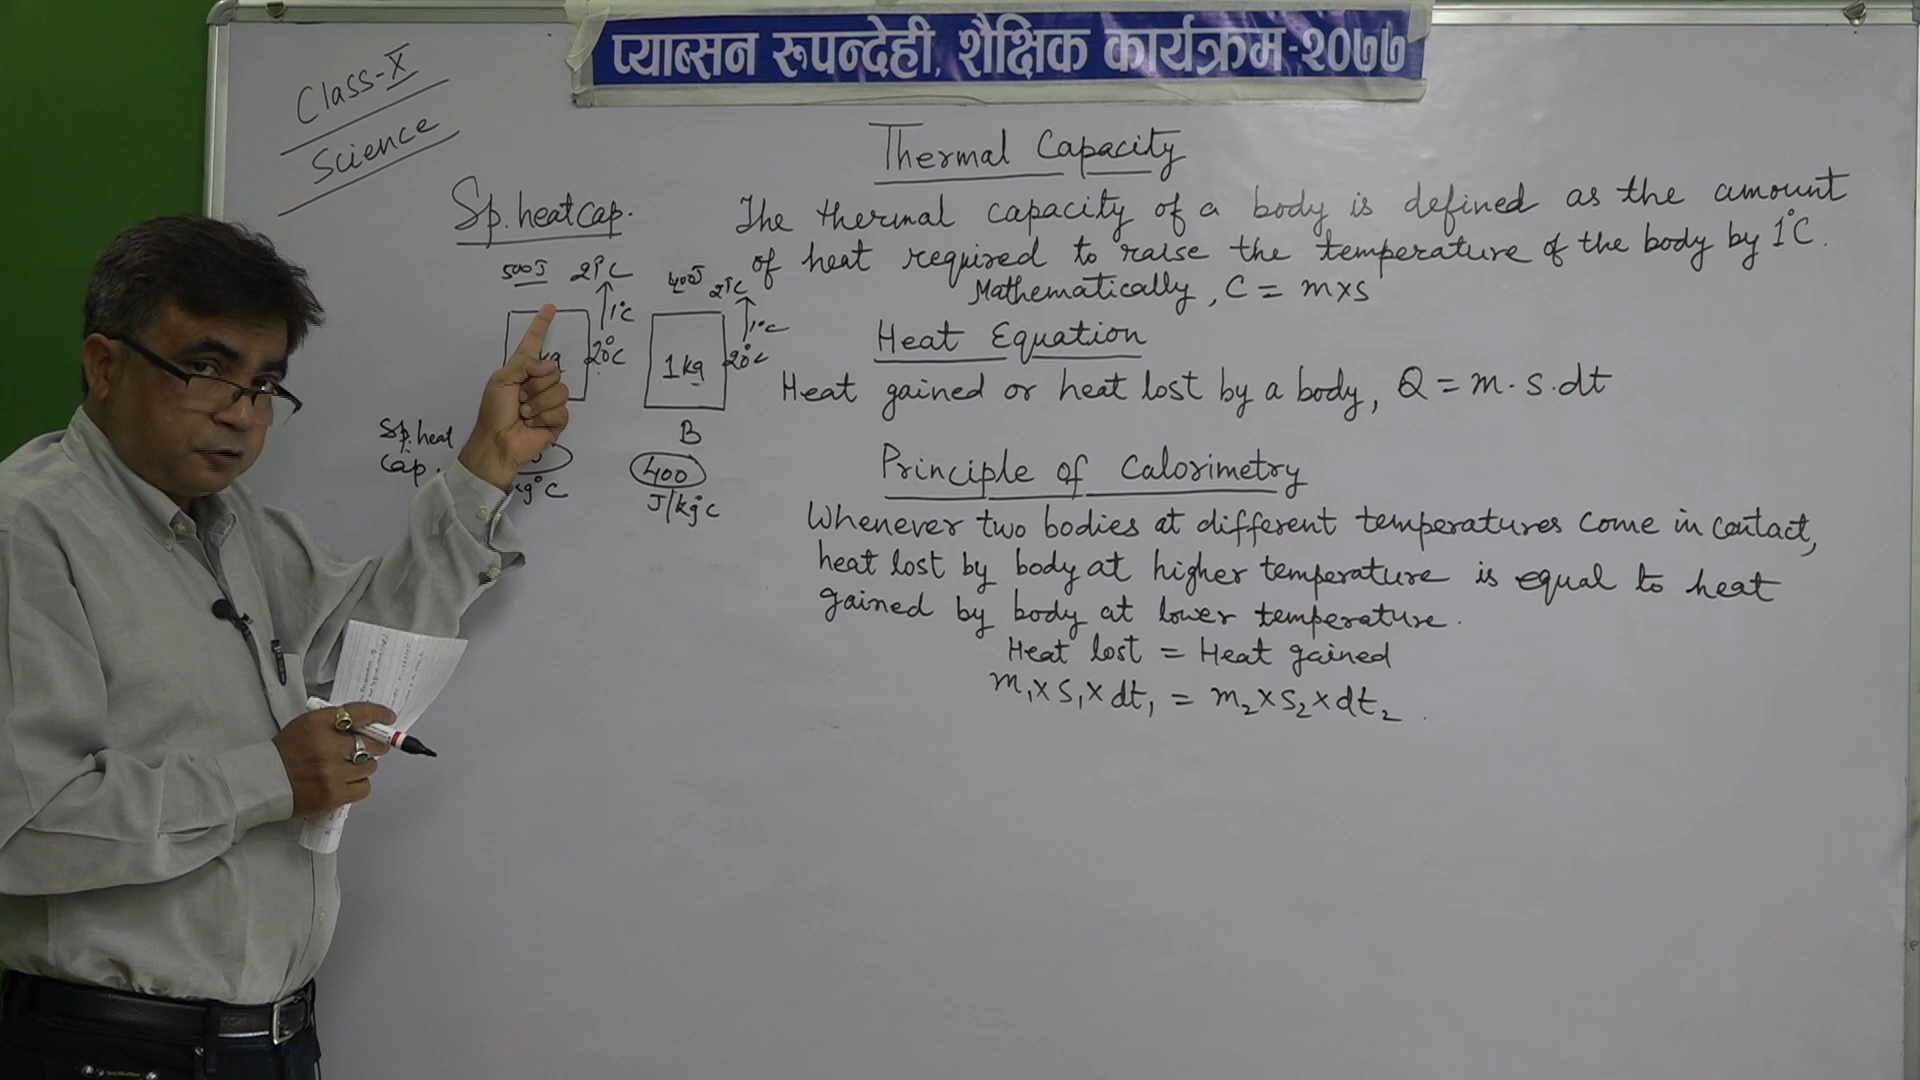 प्याब्सन रुपन्देही, शैक्षिक कार्यक्रम-२०७७
Class-X
Science
Thermal Capacity
The thermal capacity of a body is defined as the amount
of heat required to raise the temperature of the body by 1°C.
Mathematically, C = m×s
Heat Equation
Heat gained or heat lost by a body, Q = m·s·dt
Principle of Calorimetry
Whenever two bodies at different temperatures come in contact,
heat lost by body at higher temperature is equal to heat
gained by body at lower temperature.
Heat lost = Heat gained
m₁×s₁×dt₁ = m₂×s₂×dt₂
Sp. heat cap.
500J 21°C 400J 21°C
1°C 1°C
kg 20°C 1kg 20°C
B
Sp. heat
cap. 400
kg°C J/kg°C